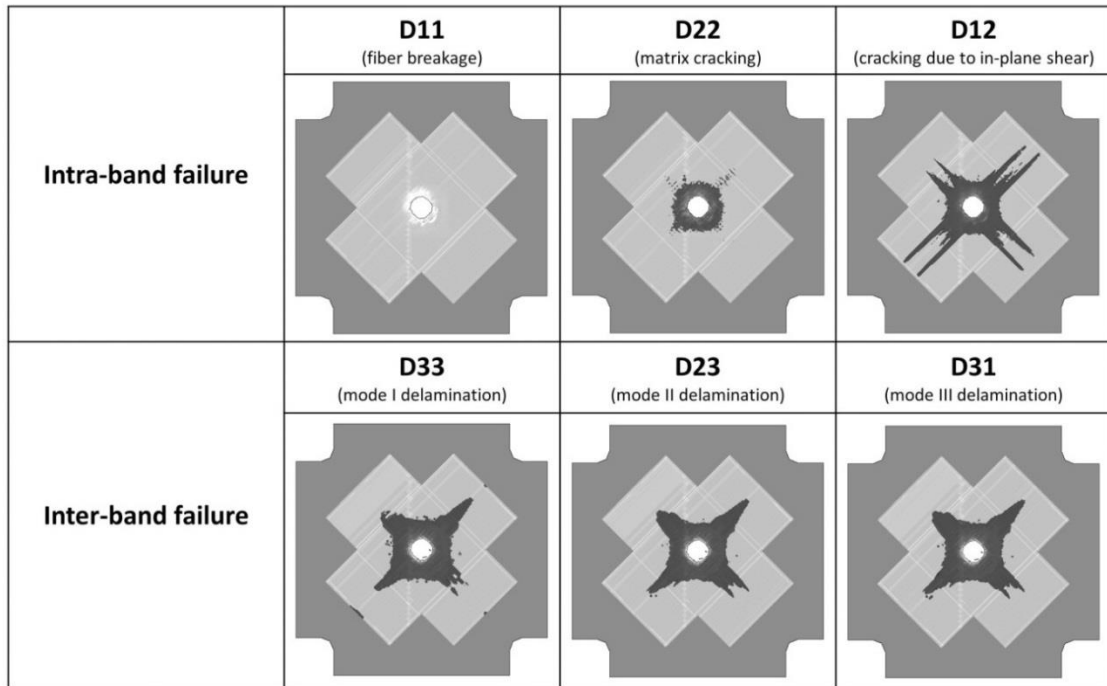 D11
(fiber breakage)
D22
(matrix cracking)
D12
(cracking due to in-plane shear)
Intra-band failure
D33
(mode I delamination)
D23
(mode II delamination)
D31
(mode III delamination)
Inter-band failure